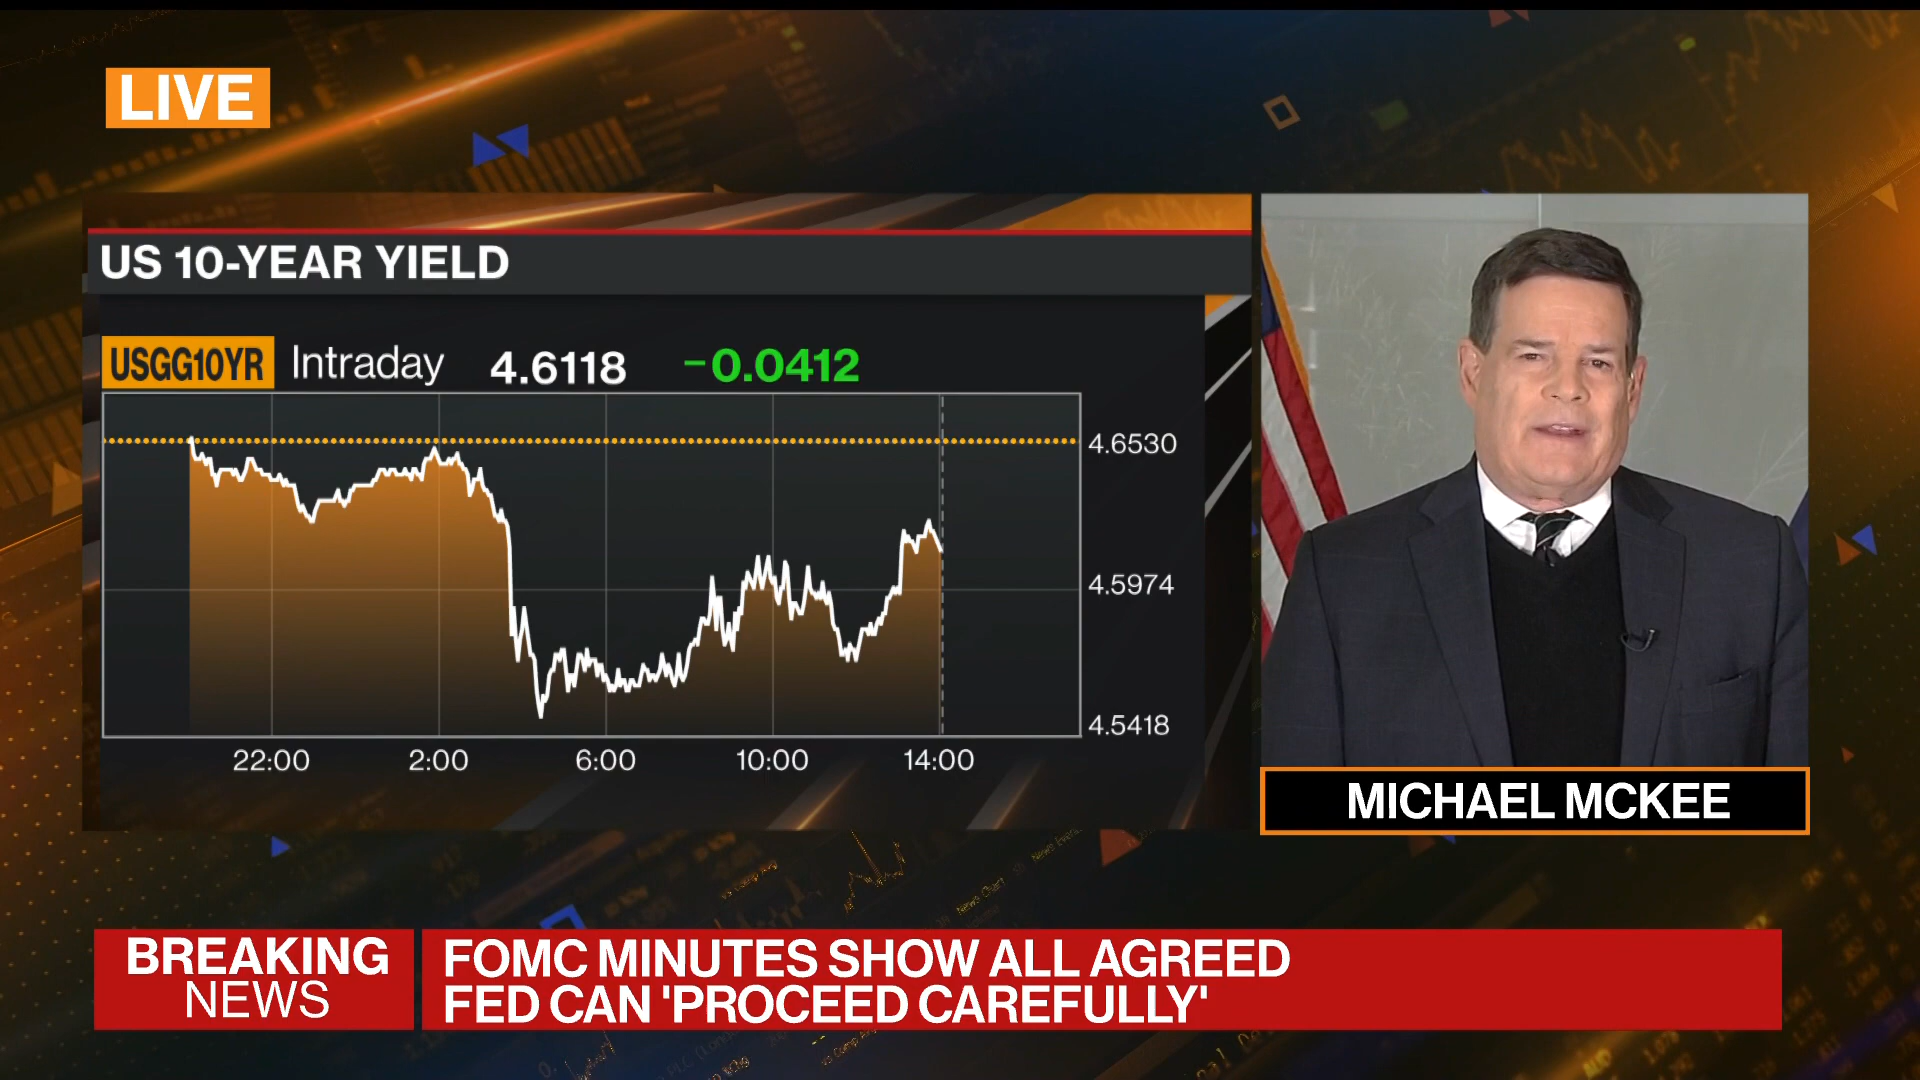 LIVE
US 10-YEAR YIELD
USGG10YR Intraday 4.6118 -0.0412
4.6530
4.5974
4.5418
22:00 2:00 6:00 10:00 14:00
MICHAEL MCKEE
BREAKING
NEWS
FOMC MINUTES SHOW ALL AGREED
FED CAN 'PROCEED CAREFULLY'